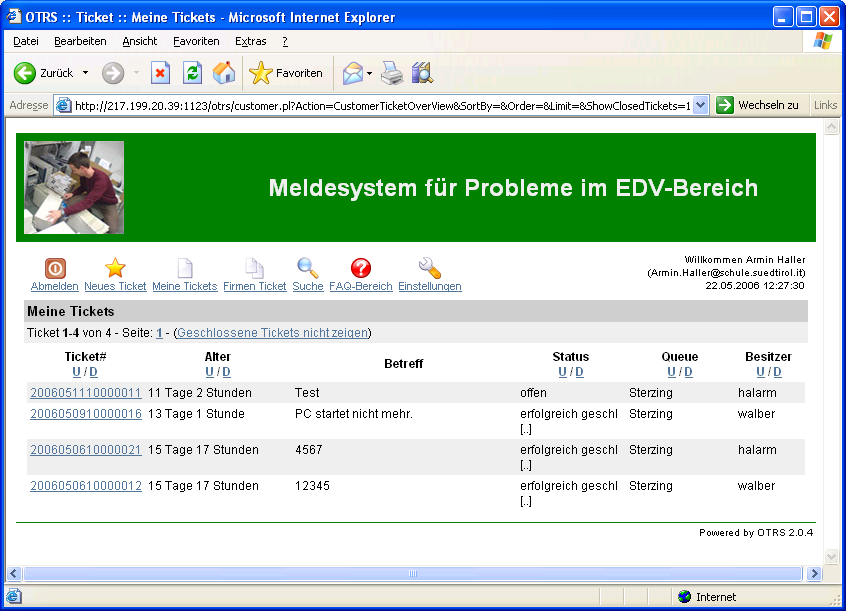 OTRS :: Ticket :: Meine Tickets - Microsoft Internet Explorer
Datei Bearbeiten Ansicht Favoriten Extras ?
Zurück Favoriten
Adresse http://217.199.20.39:1123/otrs/customer.pl?Action=CustomerTicketOverView&SortBy=&Order=&Limit=&ShowClosedTickets=1 Wechseln zu Links
Meldesystem für Probleme im EDV-Bereich
Abmelden Neues Ticket Meine Tickets Firmen Ticket Suche FAQ-Bereich Einstellungen
Willkommen Armin Haller
(Armin.Haller@schule.suedtirol.it)
22.05.2006 12:27:30
Meine Tickets
Ticket 1-4 von 4 - Seite: 1 - (Geschlossene Tickets nicht zeigen)
Ticket# Alter Betreff Status Queue Besitzer
U / D U / D U / D U / D U / D
2006051110000011 11 Tage 2 Stunden Test offen Sterzing halarm
2006050910000016 13 Tage 1 Stunde PC startet nicht mehr. erfolgreich geschl Sterzing walber
[..]
2006050610000021 15 Tage 17 Stunden 4567 erfolgreich geschl Sterzing halarm
[..]
2006050610000012 15 Tage 17 Stunden 12345 erfolgreich geschl Sterzing walber
[..]
Powered by OTRS 2.0.4
Internet